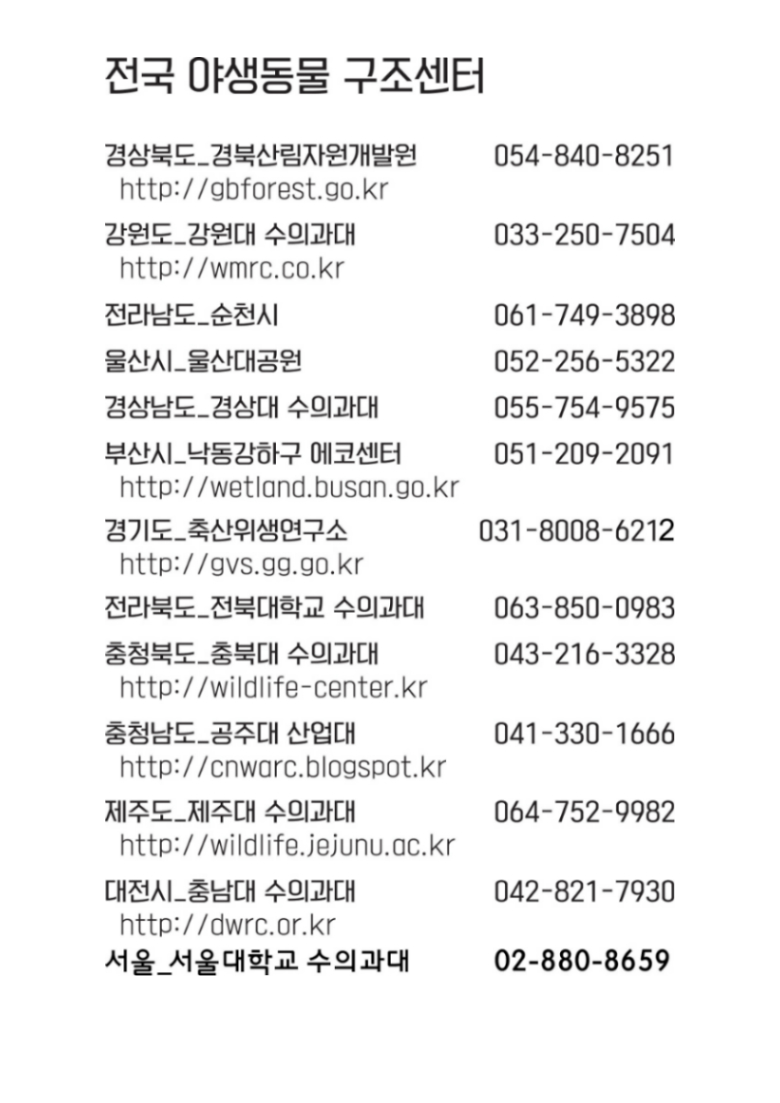 전국 야생동물 구조센터
경상북도_경북산림자원개발원 054-840-8251
http://gbforest.go.kr
강원도_강원대 수의과대 033-250-7504
http://wmrc.co.kr
전라남도_순천시 061-749-3898
울산시_울산대공원 052-256-5322
경상남도_경상대 수의과대 055-754-9575
부산시_낙동강하구 에코센터 051-209-2091
http://wetland.busan.go.kr
경기도_축산위생연구소 031-8008-6212
http://gvs.gg.go.kr
전라북도_전북대학교 수의과대 063-850-0983
충청북도_충북대 수의과대 043-216-3328
http://wildlife-center.kr
충청남도_공주대 산업대 041-330-1666
http://cnwarc.blogspot.kr
제주도_제주대 수의과대 064-752-9982
http://wildlife.jejunu.ac.kr
대전시_충남대 수의과대 042-821-7930
http://dwrc.or.kr
서울_서울대학교 수의과대 02-880-8659